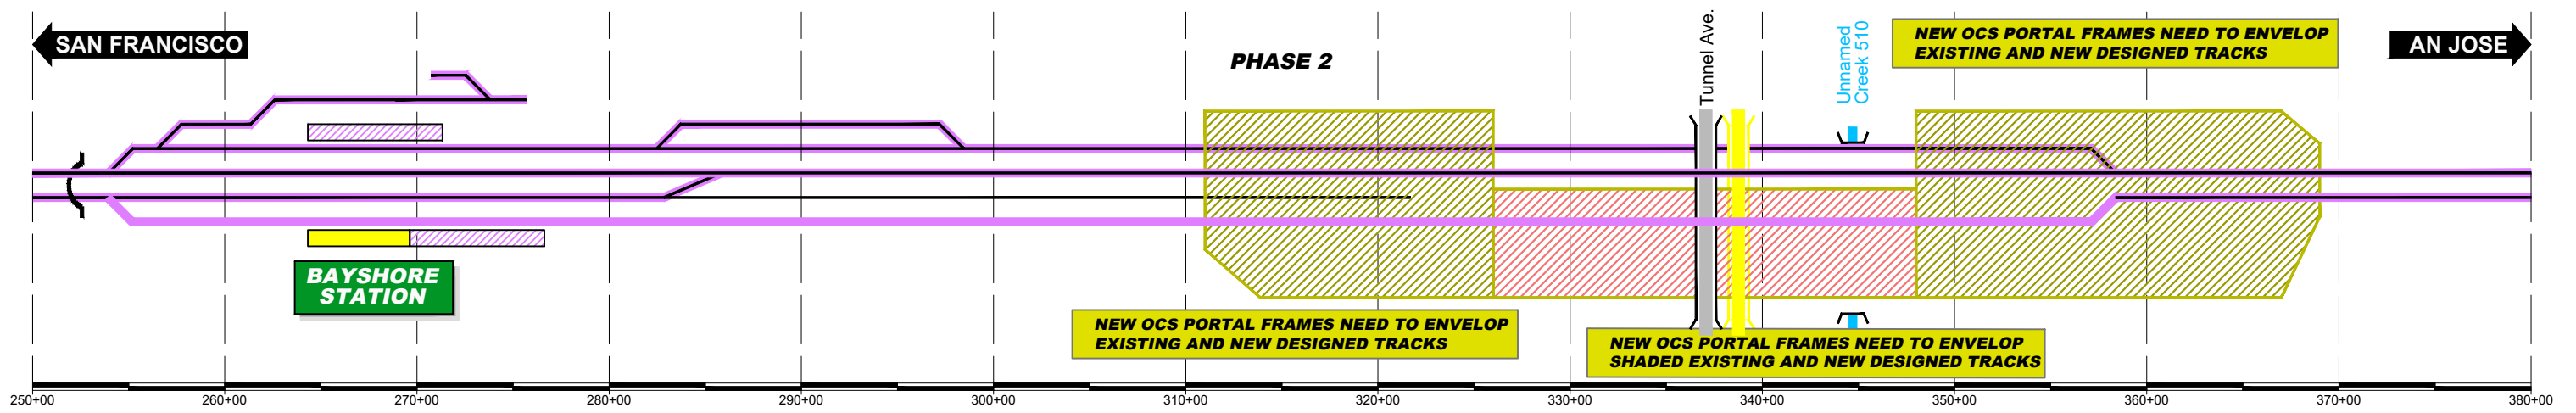 SAN FRANCISCO
PHASE 2
Tunnel Ave.
Unnamed
Creek 510
NEW OCS PORTAL FRAMES NEED TO ENVELOP
EXISTING AND NEW DESIGNED TRACKS
AN JOSE
BAYSHORE
STATION
NEW OCS PORTAL FRAMES NEED TO ENVELOP
EXISTING AND NEW DESIGNED TRACKS
NEW OCS PORTAL FRAMES NEED TO ENVELOP
SHADED EXISTING AND NEW DESIGNED TRACKS
250+00 260+00 270+00 280+00 290+00 300+00 310+00 320+00 330+00 340+00 350+00 360+00 370+00 380+00